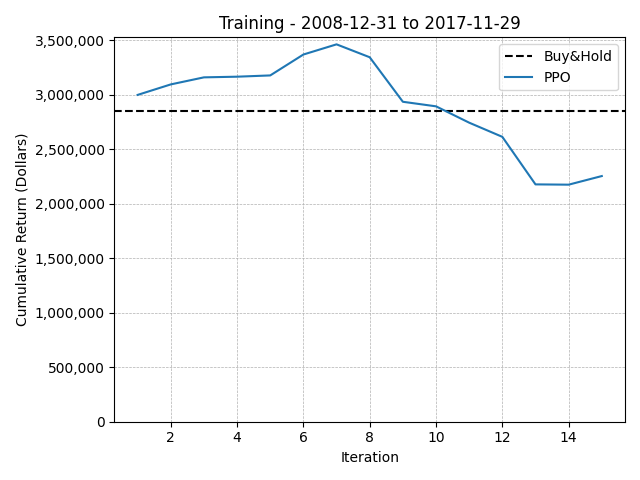 Training - 2008-12-31 to 2017-11-29
3,500,000
3,000,000
2,500,000
2,000,000
1,500,000
1,000,000
500,000
0
Cumulative Return (Dollars)
Buy&Hold
PPO
2 4 6 8 10 12 14
Iteration